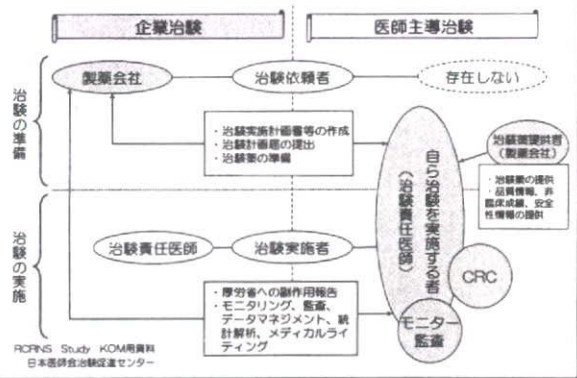 企業治験
医師主導治験
製薬会社
治験依頼者
存在しない
治験の準備
・治験実施計画書等の作成
・治験計画届の提出
・治験薬の準備
自ら治験を実施する者
(治験責任医師)
治験薬提供者
(製薬会社)
・治験薬の提供
・品質情報、非
臨床成績、安全
性情報の提供
治験の実施
治験責任医師
治験実施者
CRC
・厚労省への副作用報告
・モニタリング、監査、
データマネジメント、統
計解析、メディカルライ
ティング
モニター
監査
RCRNS Study KOM用資料
日本医師会治験促進センター